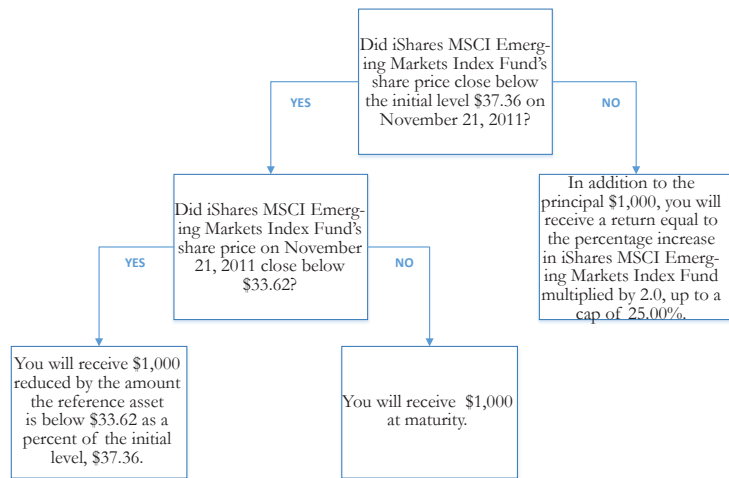 Did iShares MSCI Emerg-
ing Markets Index Fund's
share price close below
the initial level $37.36 on
November 21, 2011?
YES
NO
Did iShares MSCI Emerg-
ing Markets Index Fund's
share price on November
21, 2011 close below
$33.62?
In addition to the
principal $1,000, you will
receive a return equal to
the percentage increase
in iShares MSCI Emerg-
ing Markets Index Fund
multiplied by 2.0, up to a
cap of 25.00%.
YES
NO
You will receive $1,000
reduced by the amount
the reference asset
is below $33.62 as a
percent of the initial
level, $37.36.
You will receive $1,000
at maturity.